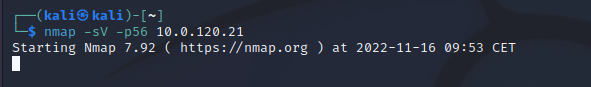 ┌──(kali㉿kali)-[~]
└─$ nmap -sV -p56 10.0.120.21
Starting Nmap 7.92 ( https://nmap.org ) at 2022-11-16 09:53 CET